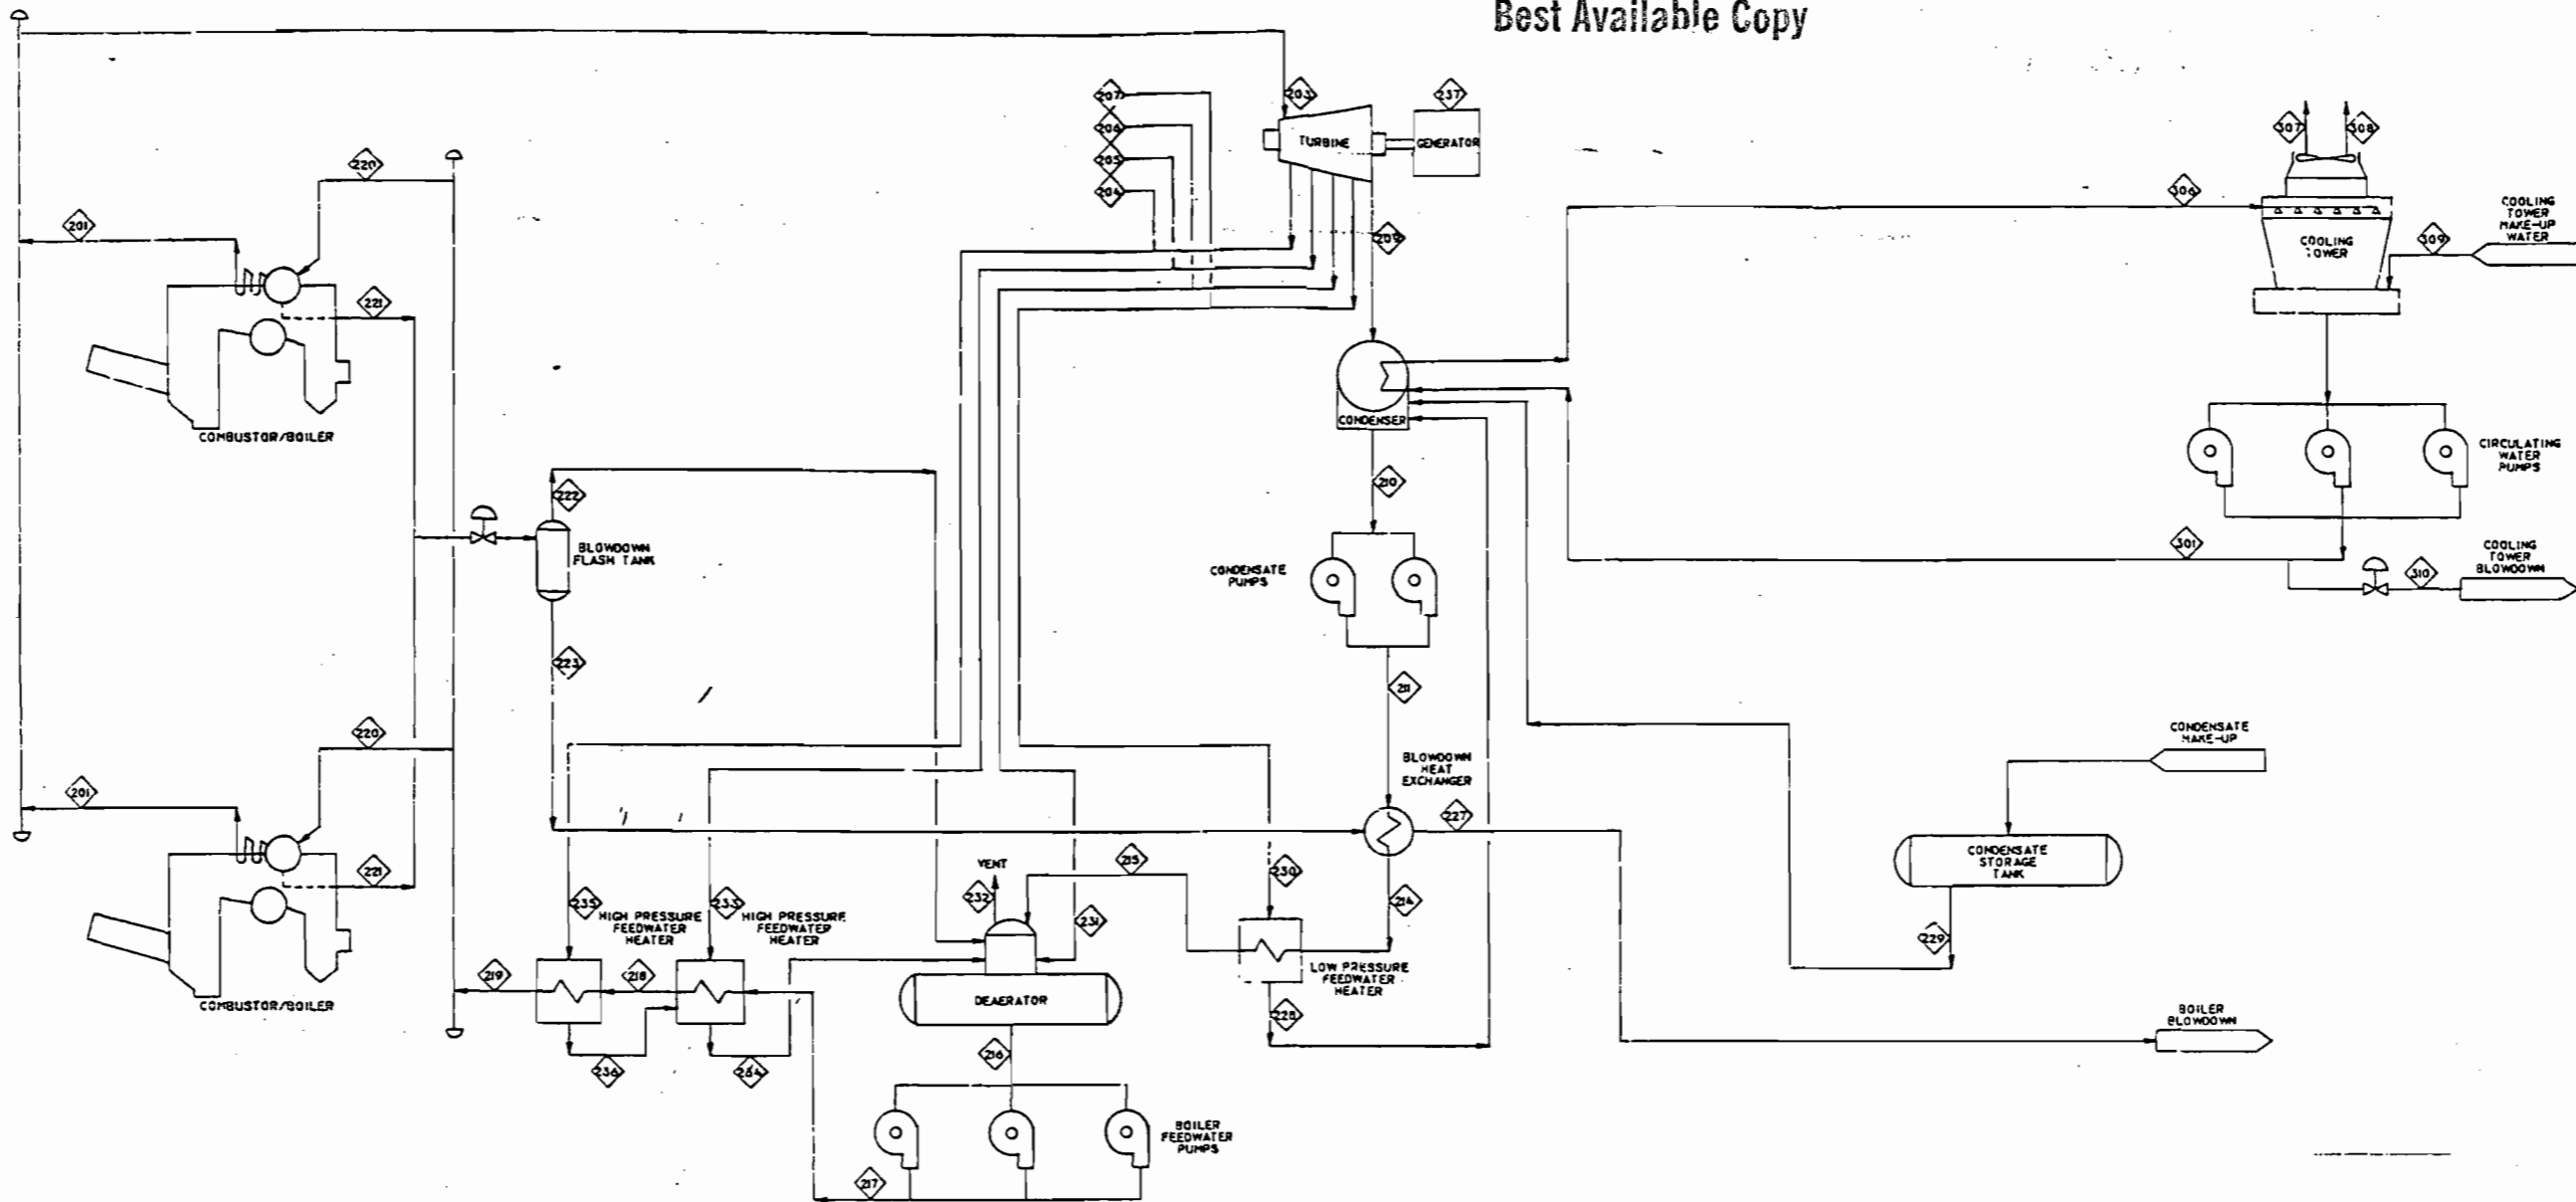 Best Available Copy
207
206
205
204
203
TURBINE
237
GENERATOR
209
307
308
306
COOLING
TOWER
COOLING
TOWER
MAKE-UP
WATER
309
220
201
221
COMBUSTOR/BOILER
CONDENSER
210
CIRCULATING
WATER
PUMPS
222
BLOWDOWN
FLASH TANK
CONDENSATE
PUMPS
301
COOLING
TOWER
BLOWDOWN
310
223
211
220
201
221
COMBUSTOR/BOILER
BLOWDOWN
HEAT
EXCHANGER
227
CONDENSATE
MAKE-UP
CONDENSATE
STORAGE
TANK
229
VENT
232
215
230
214
231
235
HIGH PRESSURE
FEEDWATER
HEATER
233
HIGH PRESSURE
FEEDWATER
HEATER
219
218
DEAERATOR
LOW PRESSURE
FEEDWATER
HEATER
228
BOILER
BLOWDOWN
236
216
BOILER
FEEDWATER
PUMPS
217